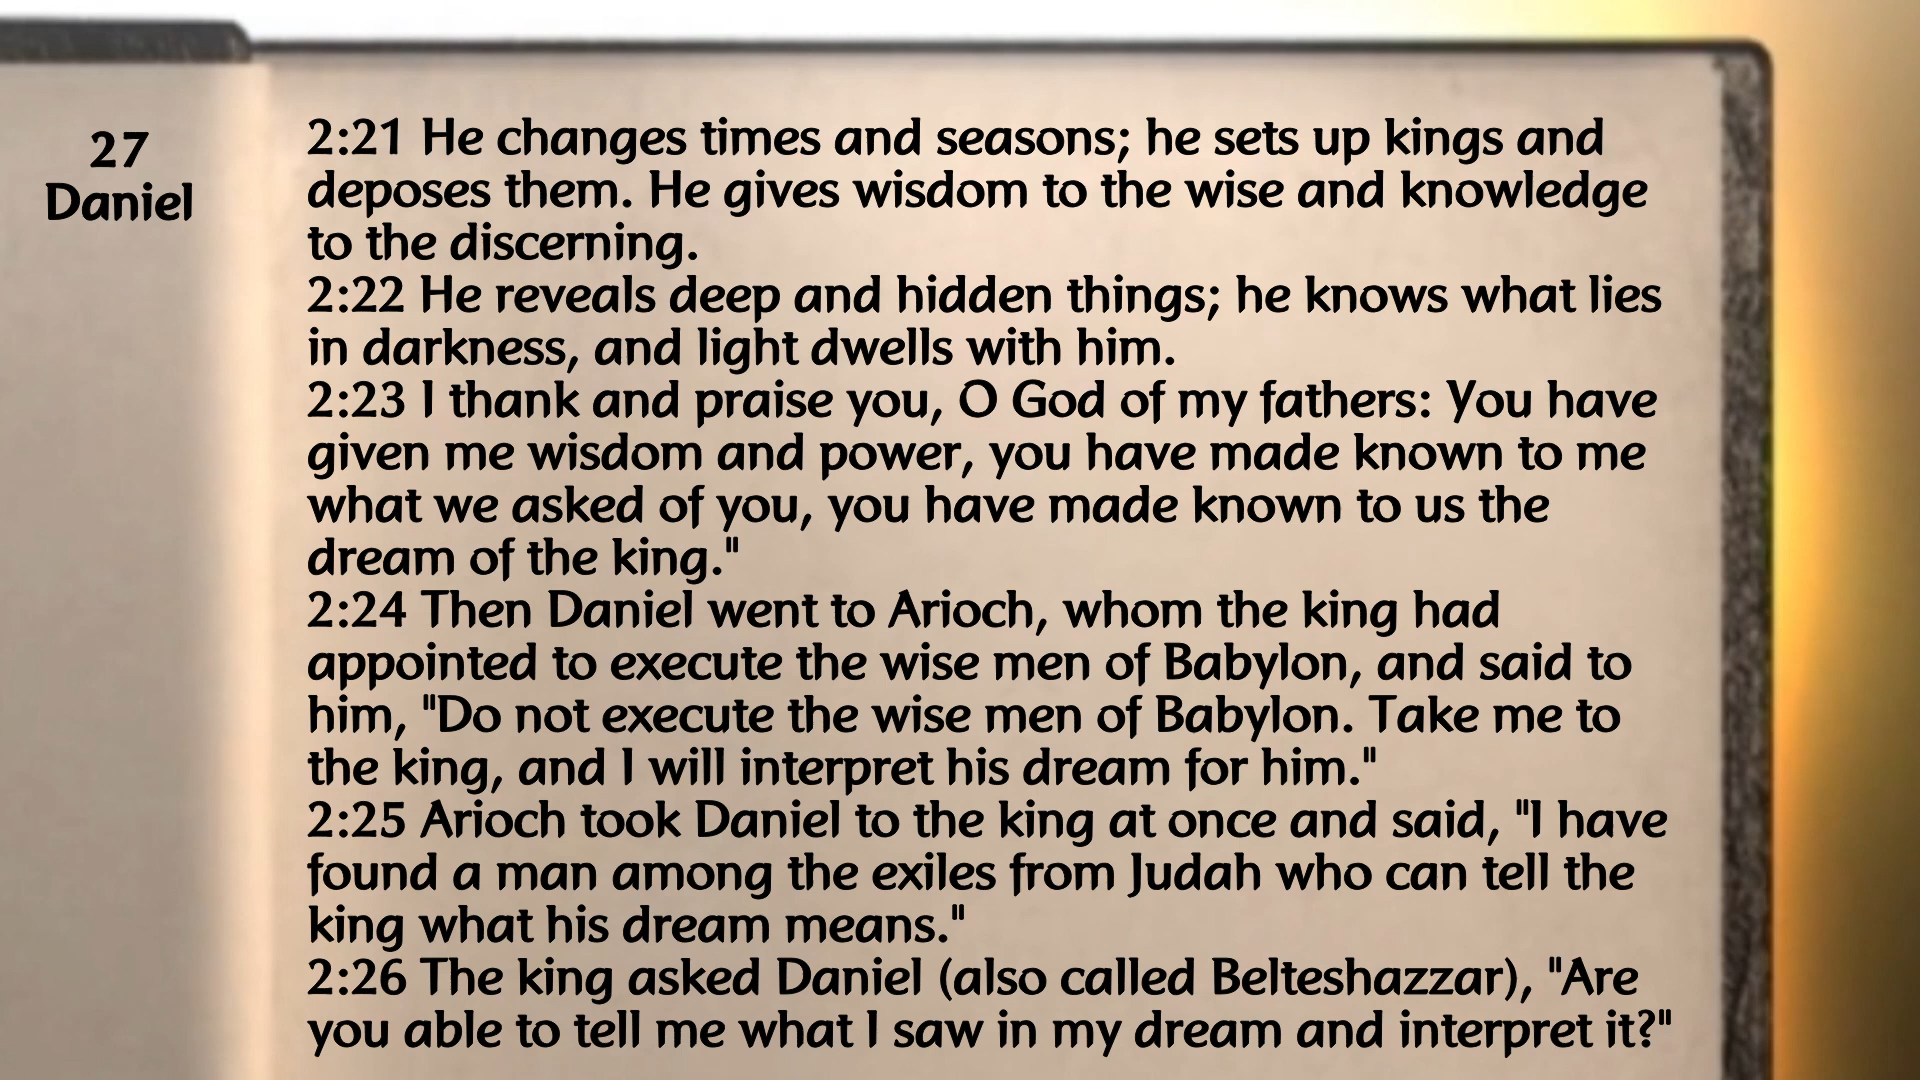 27
Daniel
2:21 He changes times and seasons; he sets up kings and
deposes them. He gives wisdom to the wise and knowledge
to the discerning.
2:22 He reveals deep and hidden things; he knows what lies
in darkness, and light dwells with him.
2:23 I thank and praise you, O God of my fathers: You have
given me wisdom and power, you have made known to me
what we asked of you, you have made known to us the
dream of the king."
2:24 Then Daniel went to Arioch, whom the king had
appointed to execute the wise men of Babylon, and said to
him, "Do not execute the wise men of Babylon. Take me to
the king, and I will interpret his dream for him."
2:25 Arioch took Daniel to the king at once and said, "I have
found a man among the exiles from Judah who can tell the
king what his dream means."
2:26 The king asked Daniel (also called Belteshazzar), "Are
you able to tell me what I saw in my dream and interpret it?"